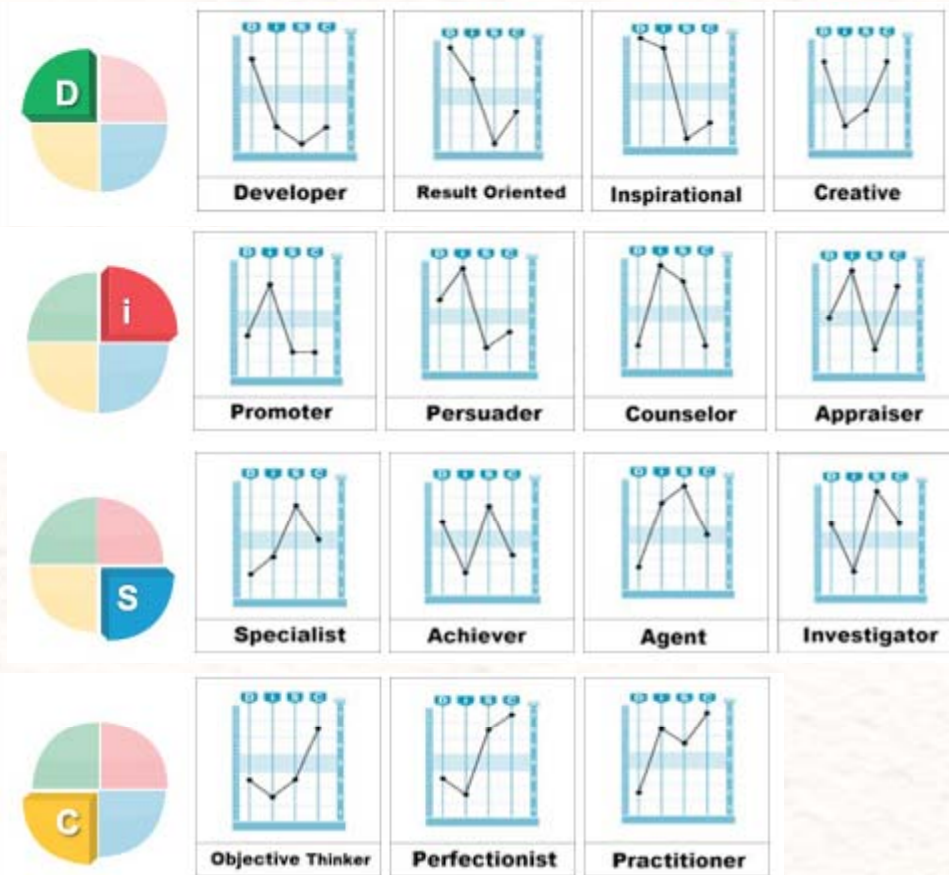 D
D i S C
D i S C
D i S C
D i S C
Developer
Result Oriented
Inspirational
Creative
i
D i S C
D i S C
D i S C
D i S C
Promoter
Persuader
Counselor
Appraiser
S
D i S C
D i S C
D i S C
D i S C
Specialist
Achiever
Agent
Investigator
C
D i S C
D i S C
D i S C
Objective Thinker
Perfectionist
Practitioner